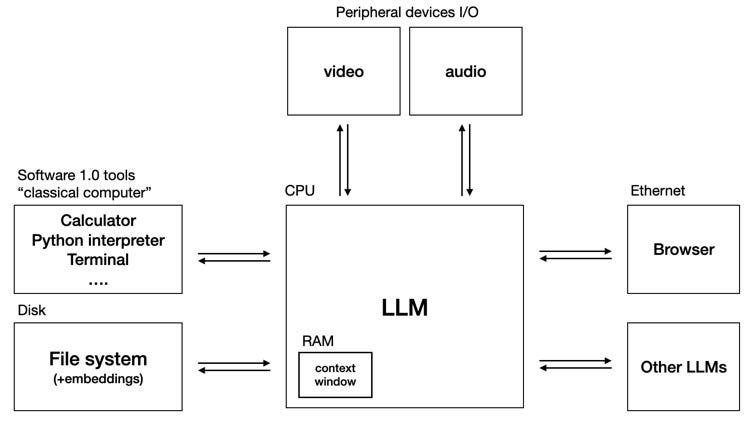 Peripheral devices I/O
video
audio
Software 1.0 tools
“classical computer”
Calculator
Python interpreter
Terminal
....
Disk
File system
(+embeddings)
CPU
LLM
RAM
context
window
Ethernet
Browser
Other LLMs